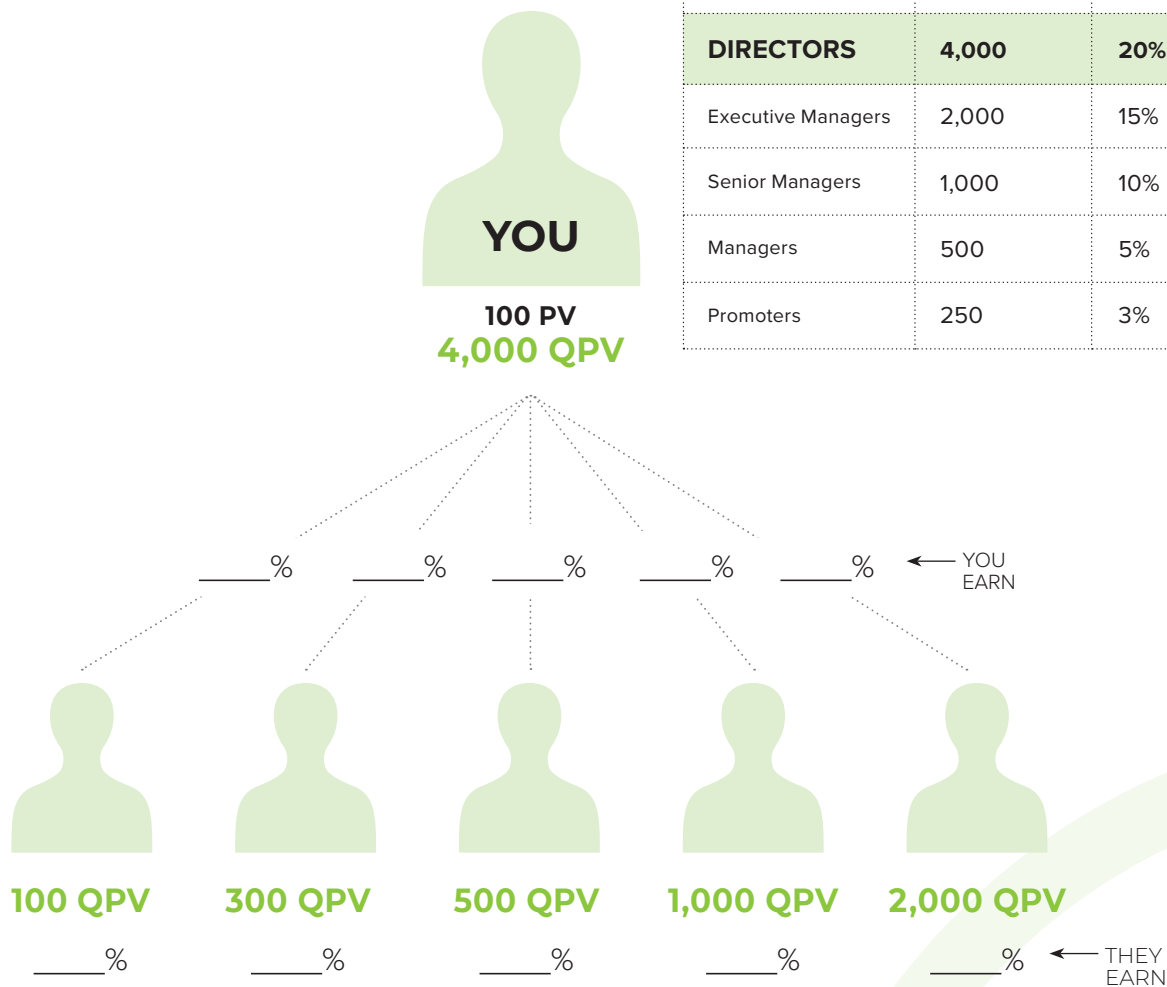 DIRECTORS 4,000 20%
Executive Managers 2,000 15%
Senior Managers 1,000 10%
Managers 500 5%
Promoters 250 3%
YOU
100 PV
4,000 QPV
_____% _____% _____% _____% _____% YOU
EARN
100 QPV 300 QPV 500 QPV 1,000 QPV 2,000 QPV
_____% _____% _____% _____% _____% THEY
EARN